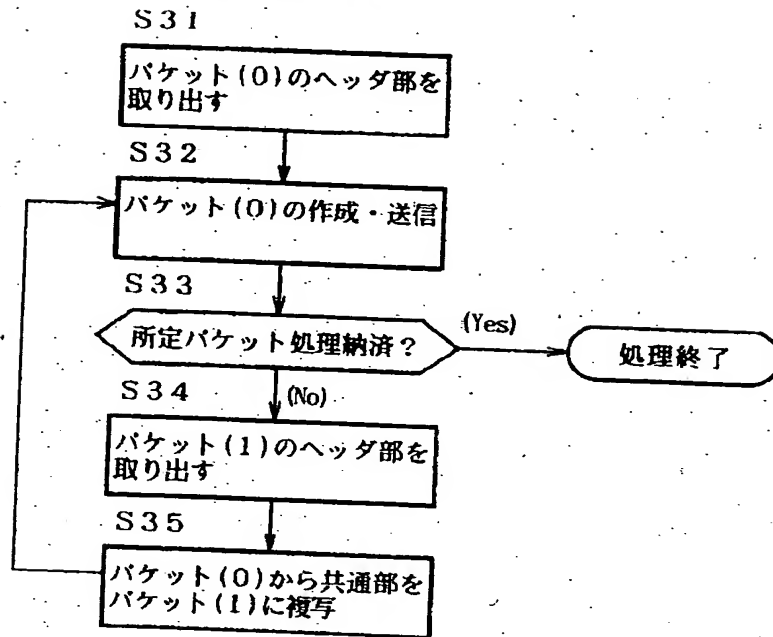 S31
パケット(0)のヘッダ部を
取り出す
S32
パケット(0)の作成・送信
S33
所定パケット処理納済?
(Yes)
処理終了
S34
(No)
パケット(1)のヘッダ部を
取り出す
S35
パケット(0)から共通部を
パケット(1)に複写